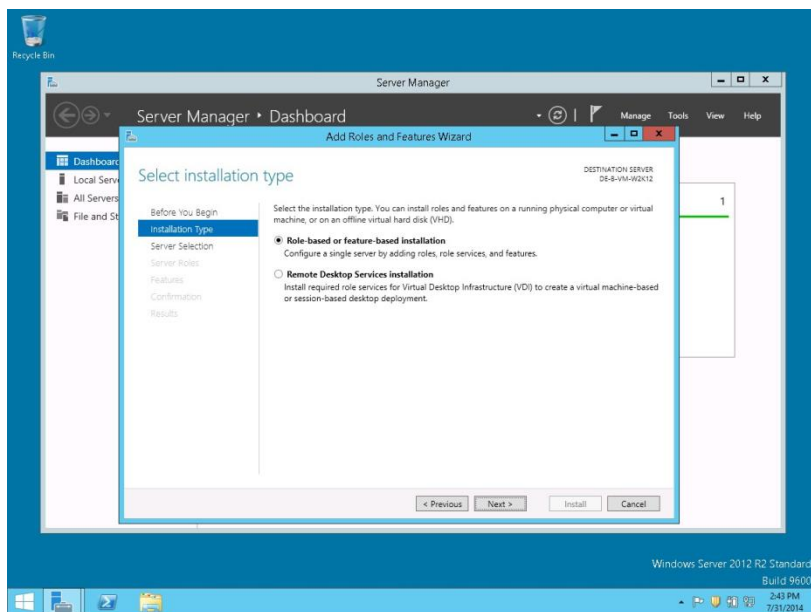 Recycle Bin
Server Manager
Server Manager • Dashboard
Manage Tools View Help
Add Roles and Features Wizard
Dashboard
Local Serv
All Servers
File and St
1
Select installation type
DESTINATION SERVER
DE-B-VM-W2K12
Before You Begin
Installation Type
Server Selection
Server Roles
Features
Confirmation
Results
Select the installation type. You can install roles and features on a running physical computer or virtual
machine, or on an offline virtual hard disk (VHD).
Role-based or feature-based installation
Configure a single server by adding roles, role services, and features.
Remote Desktop Services installation
Install required role services for Virtual Desktop Infrastructure (VDI) to create a virtual machine-based
or session-based desktop deployment.
< Previous Next > Install Cancel
Windows Server 2012 R2 Standard
Build 9600
2:43 PM
7/31/2014